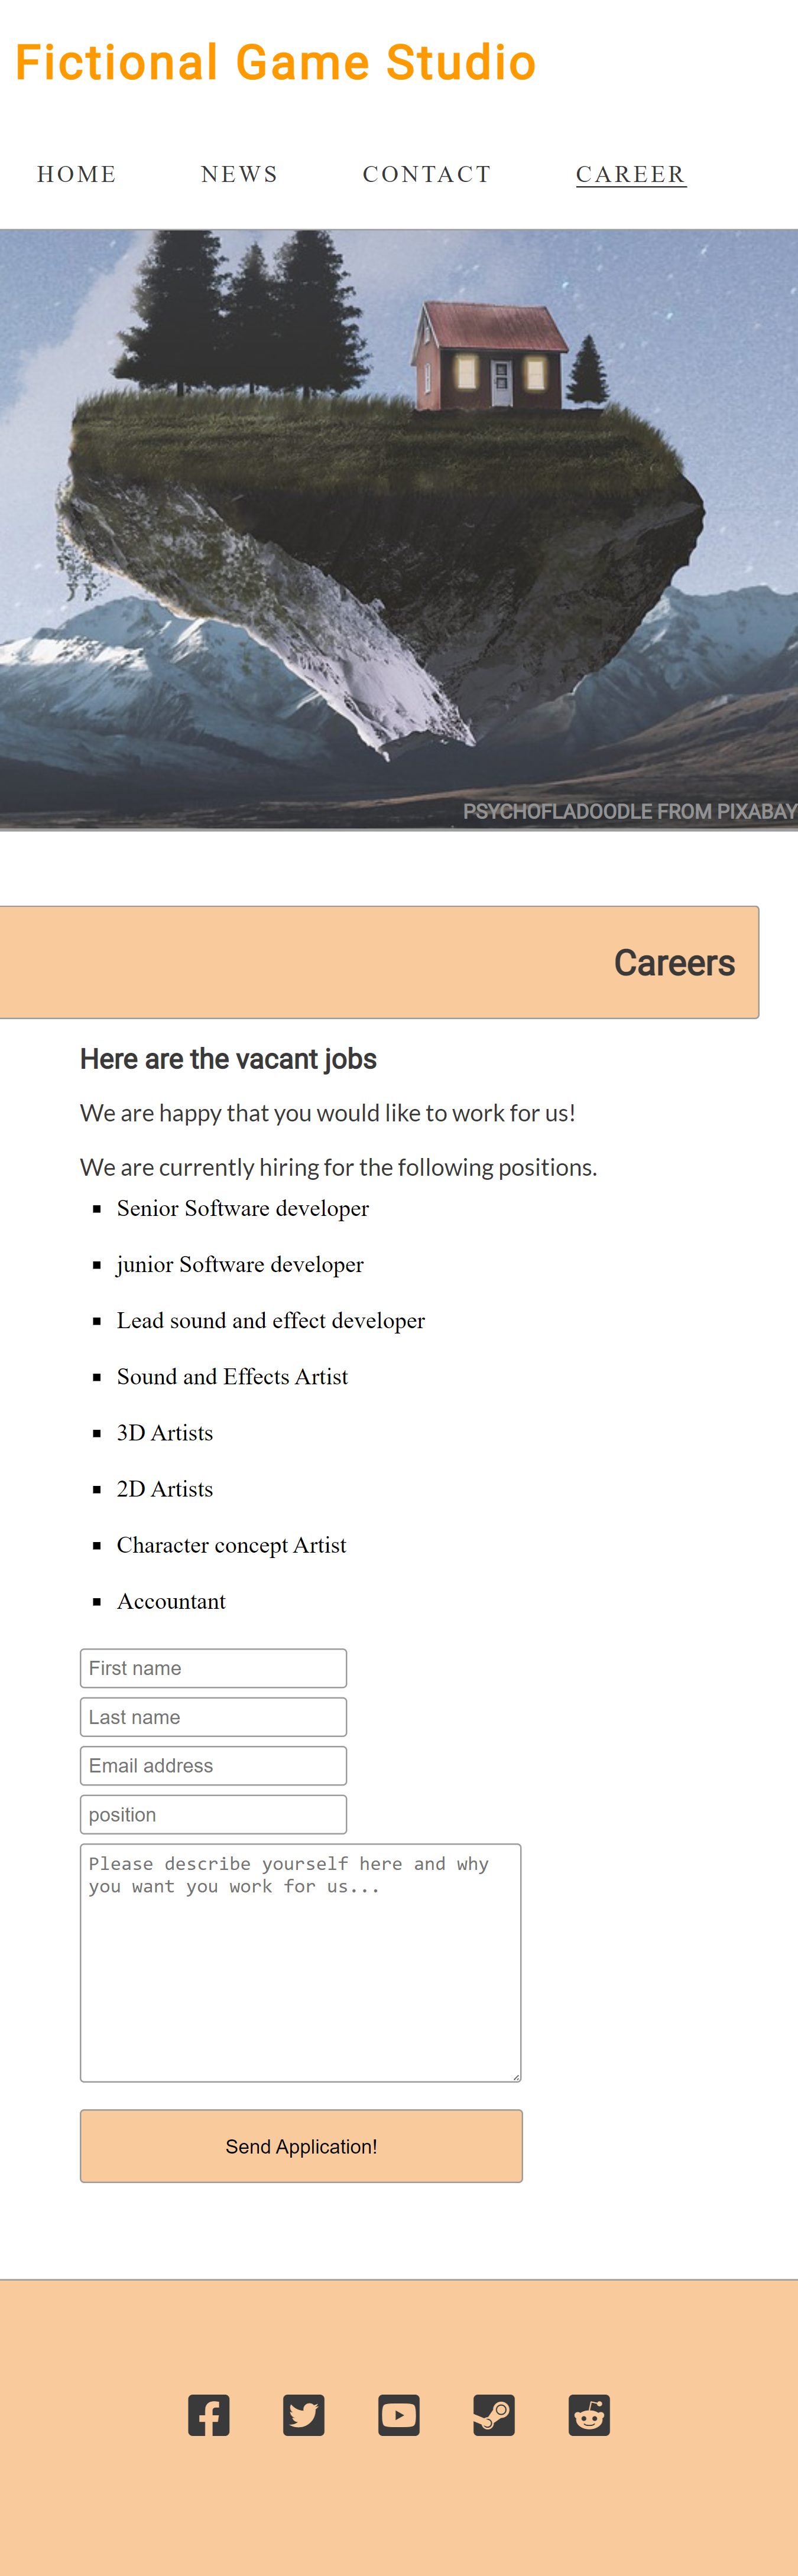 Fictional Game Studio
HOME NEWS CONTACT CAREER
PSYCHOFLADOODLE FROM PIXABAY
Careers
Here are the vacant jobs
We are happy that you would like to work for us!
We are currently hiring for the following positions.
Senior Software developer
junior Software developer
Lead sound and effect developer
Sound and Effects Artist
3D Artists
2D Artists
Character concept Artist
Accountant
First name
Last name
Email address
position
Please describe yourself here and why
you want you work for us...
Send Application!